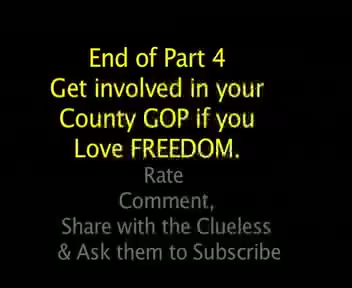 End of Part 4
Get involved in your
County GOP if you
Love FREEDOM.
Rate
Comment,
Share with the Clueless
& Ask them to Subscribe